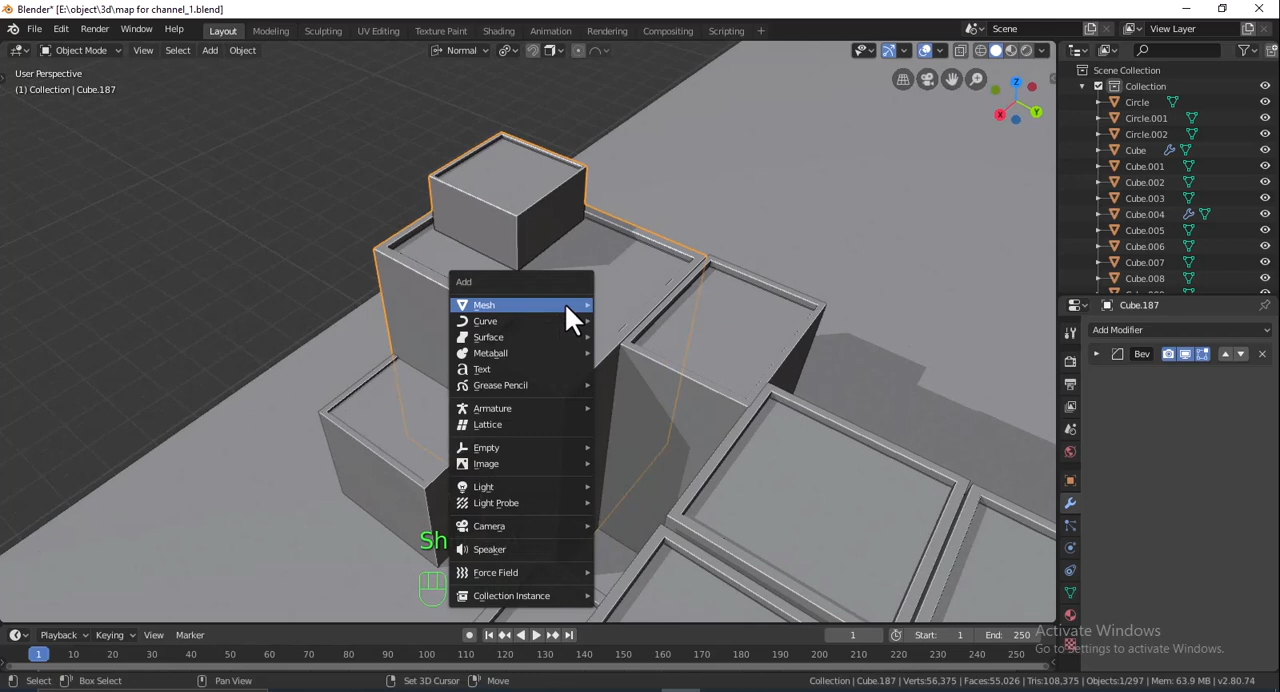 Blender* [E:\object\3d\map for channel_1.blend]
File Edit Render Window Help Layout Modeling Sculpting UV Editing Texture Paint Shading Animation Rendering Compositing Scripting + Scene View Layer
Object Mode View Select Add Object Normal
User Perspective
(1) Collection | Cube.187
Z
Y
X
Scene Collection
Collection
Circle
Circle.001
Circle.002
Cube
Cube.001
Cube.002
Cube.003
Cube.004
Cube.005
Cube.006
Cube.007
Cube.008
Cube.187
Add Modifier
Bev
Add
Mesh
Curve
Surface
Metaball
Text
Grease Pencil
Armature
Lattice
Empty
Image
Light
Light Probe
Camera
Speaker
Force Field
Collection Instance
Sh
Activate Windows
Go to Settings to activate Windows.
Playback Keying View Marker 1 Start: 1 End: 250
1 10 20 30 40 50 60 70 80 90 100 110 120 130 140 150 160 170 180 190 200 210 220 230 240 250
Select Box Select Pan View Set 3D Cursor Move Collection | Cube.187 | Verts:56,375 | Faces:55,026 | Tris:108,375 | Objects:1/297 | Mem: 63.9 MB | v2.80.74